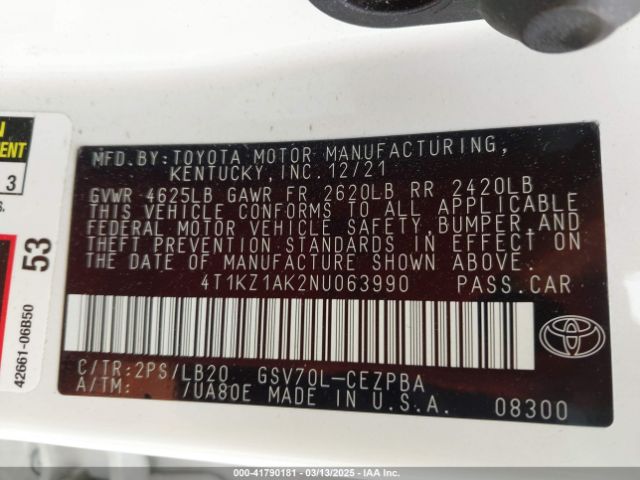 N
EMENT
3
s.
53
42661-06B50
MFD.BY:TOYOTA MOTOR MANUFACTURING,
KENTUCKY,INC.12/21
GVWR 4625LB GAWR FR 2620LB RR 2420LB
THIS VEHICLE CONFORMS TO ALL APPLICABLE
FEDERAL MOTOR VEHICLE SAFETY,BUMPER,AND
THEFT PREVENTION STANDARDS IN EFFECT ON
THE DATE OF MANUFACTURE SHOWN ABOVE.
4T1KZ1AK2NU063990 PASS.CAR
C/TR:2PS/LB20 GSV70L-CEZPBA
A/TM: 7UA80E MADE IN U.S.A. 08300
000-41790181 - 03/13/2025 - IAA Inc.